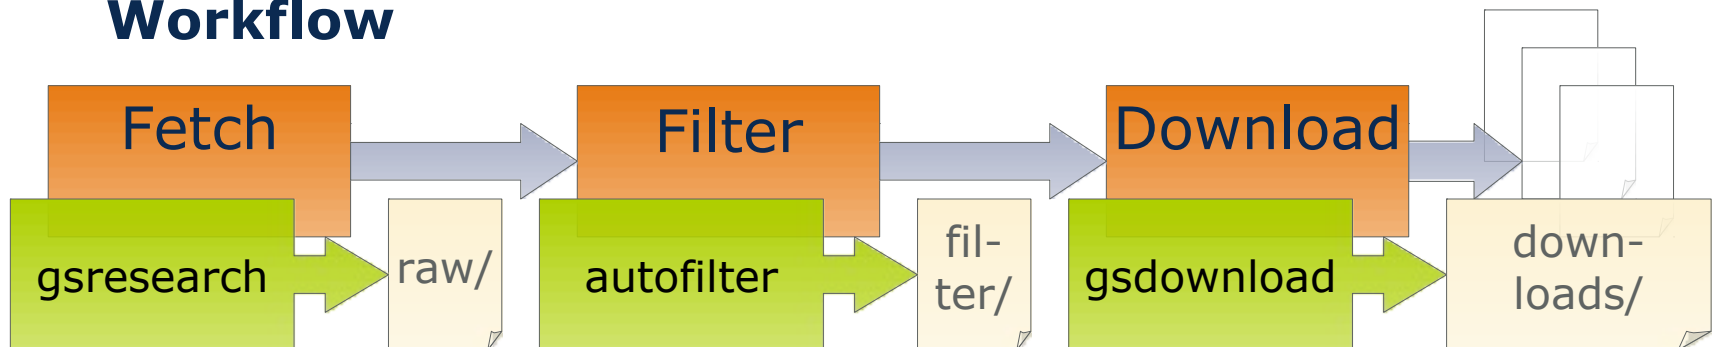 Workflow
Fetch
Filter
Download
gsresearch
raw/
autofilter
fil-
ter/
gsdownload
down-
loads/